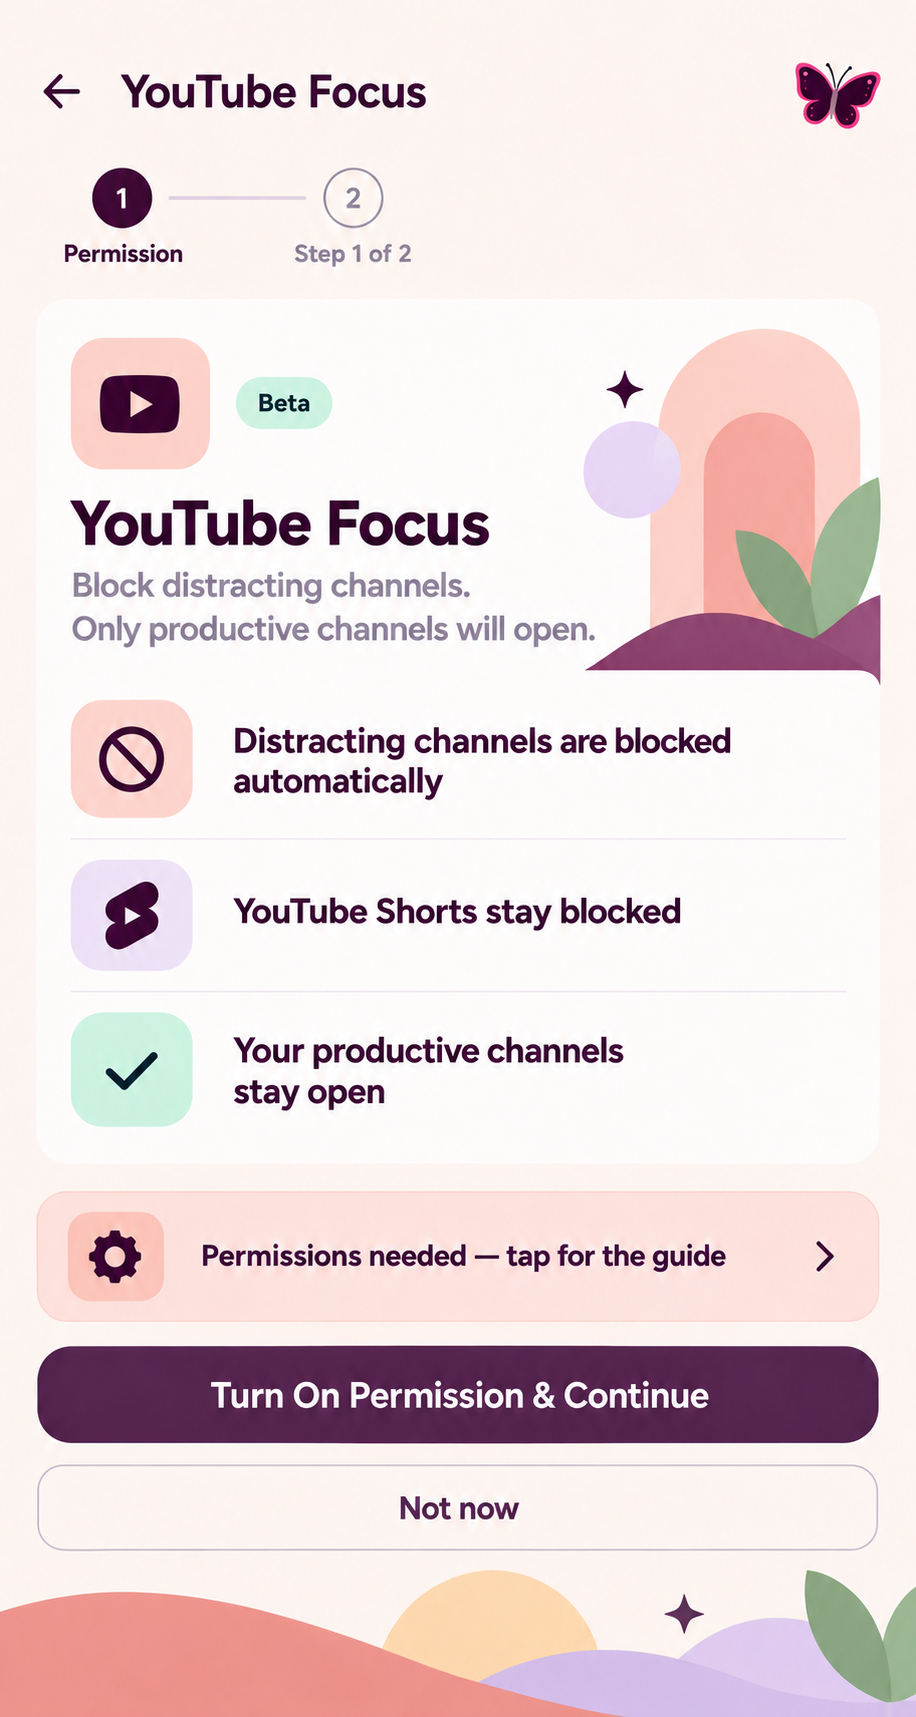 YouTube Focus
1
2
Permission
Step 1 of 2
Beta
YouTube Focus
Block distracting channels.
Only productive channels will open.
Distracting channels are blocked
automatically
YouTube Shorts stay blocked
Your productive channels
stay open
Permissions needed — tap for the guide
Turn On Permission & Continue
Not now